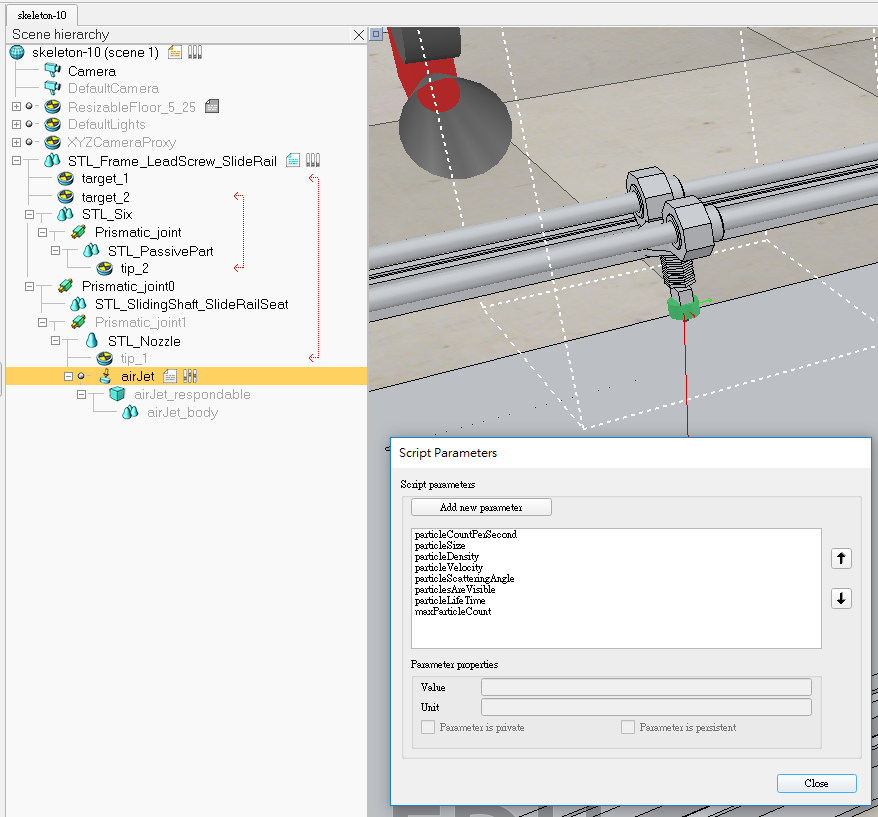 skeleton-10
Scene hierarchy
skeleton-10 (scene 1)
Camera
DefaultCamera
ResizableFloor_5_25
DefaultLights
XYZCameraProxy
STL_Frame_LeadScrew_SlideRail
target_1
target_2
STL_Six
Prismatic_joint
STL_PassivePart
tip_2
Prismatic_joint0
STL_SlidingShaft_SlideRailSeat
Prismatic_joint1
STL_Nozzle
tip_1
airJet
airJet_respondable
airJet_body
Script Parameters
Script parameters
Add new parameter
particleCountPerSecond
particleSize
particleDensity
particleVelocity
particleScatteringAngle
particlesAreVisible
particleLifeTime
maxParticleCount
Parameter properties
Value
Unit
Parameter is private
Parameter is persistent
Close